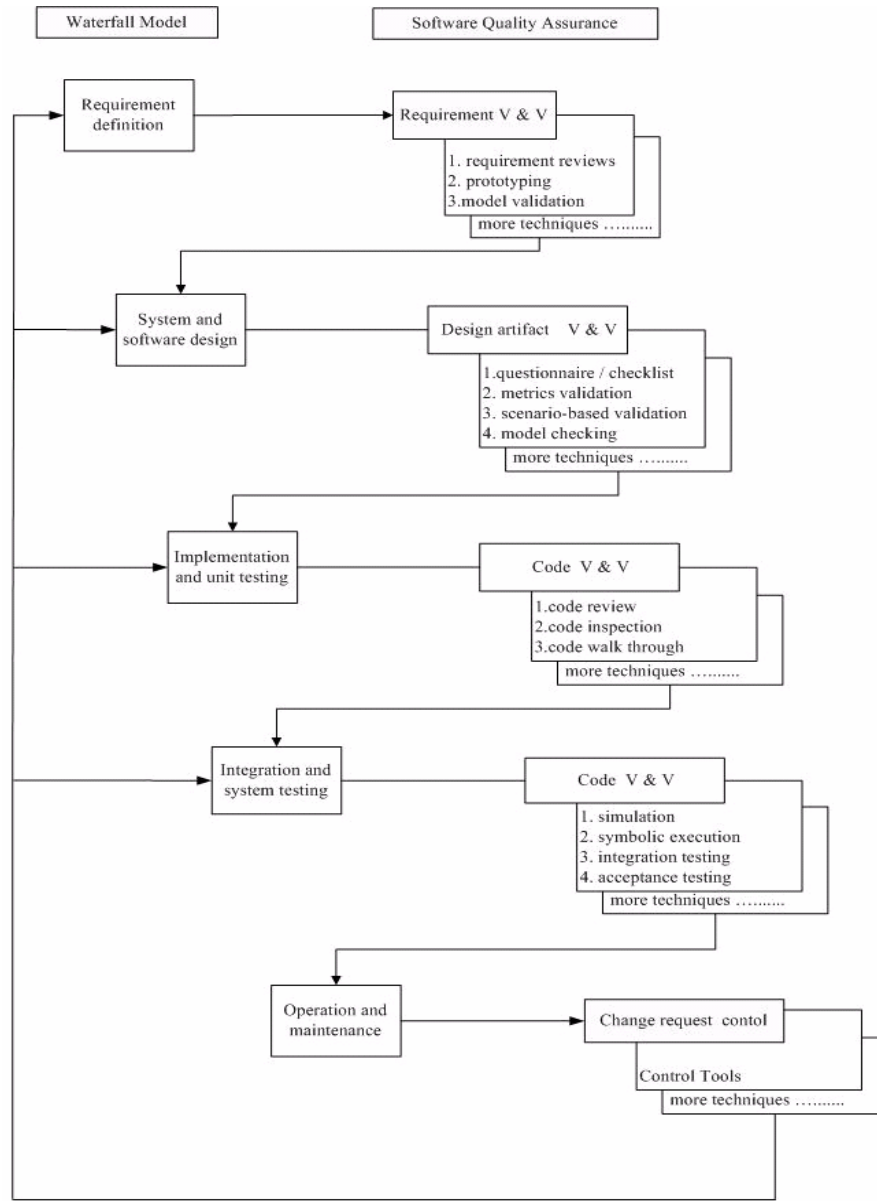 Waterfall Model
Software Quality Assurance
Requirement
definition
Requirement V & V
1. requirement reviews
2. prototyping
3.model validation
more techniques ….......
System and
software design
Design artifact V & V
1.questionnaire / checklist
2. metrics validation
3. scenario-based validation
4. model checking
more techniques ….......
Implementation
and unit testing
Code V & V
1.code review
2.code inspection
3.code walk through
more techniques ….......
Integration and
system testing
Code V & V
1. simulation
2. symbolic execution
3. integration testing
4. acceptance testing
more techniques ….......
Operation and
maintenance
Change request contol
Control Tools
more techniques ….......